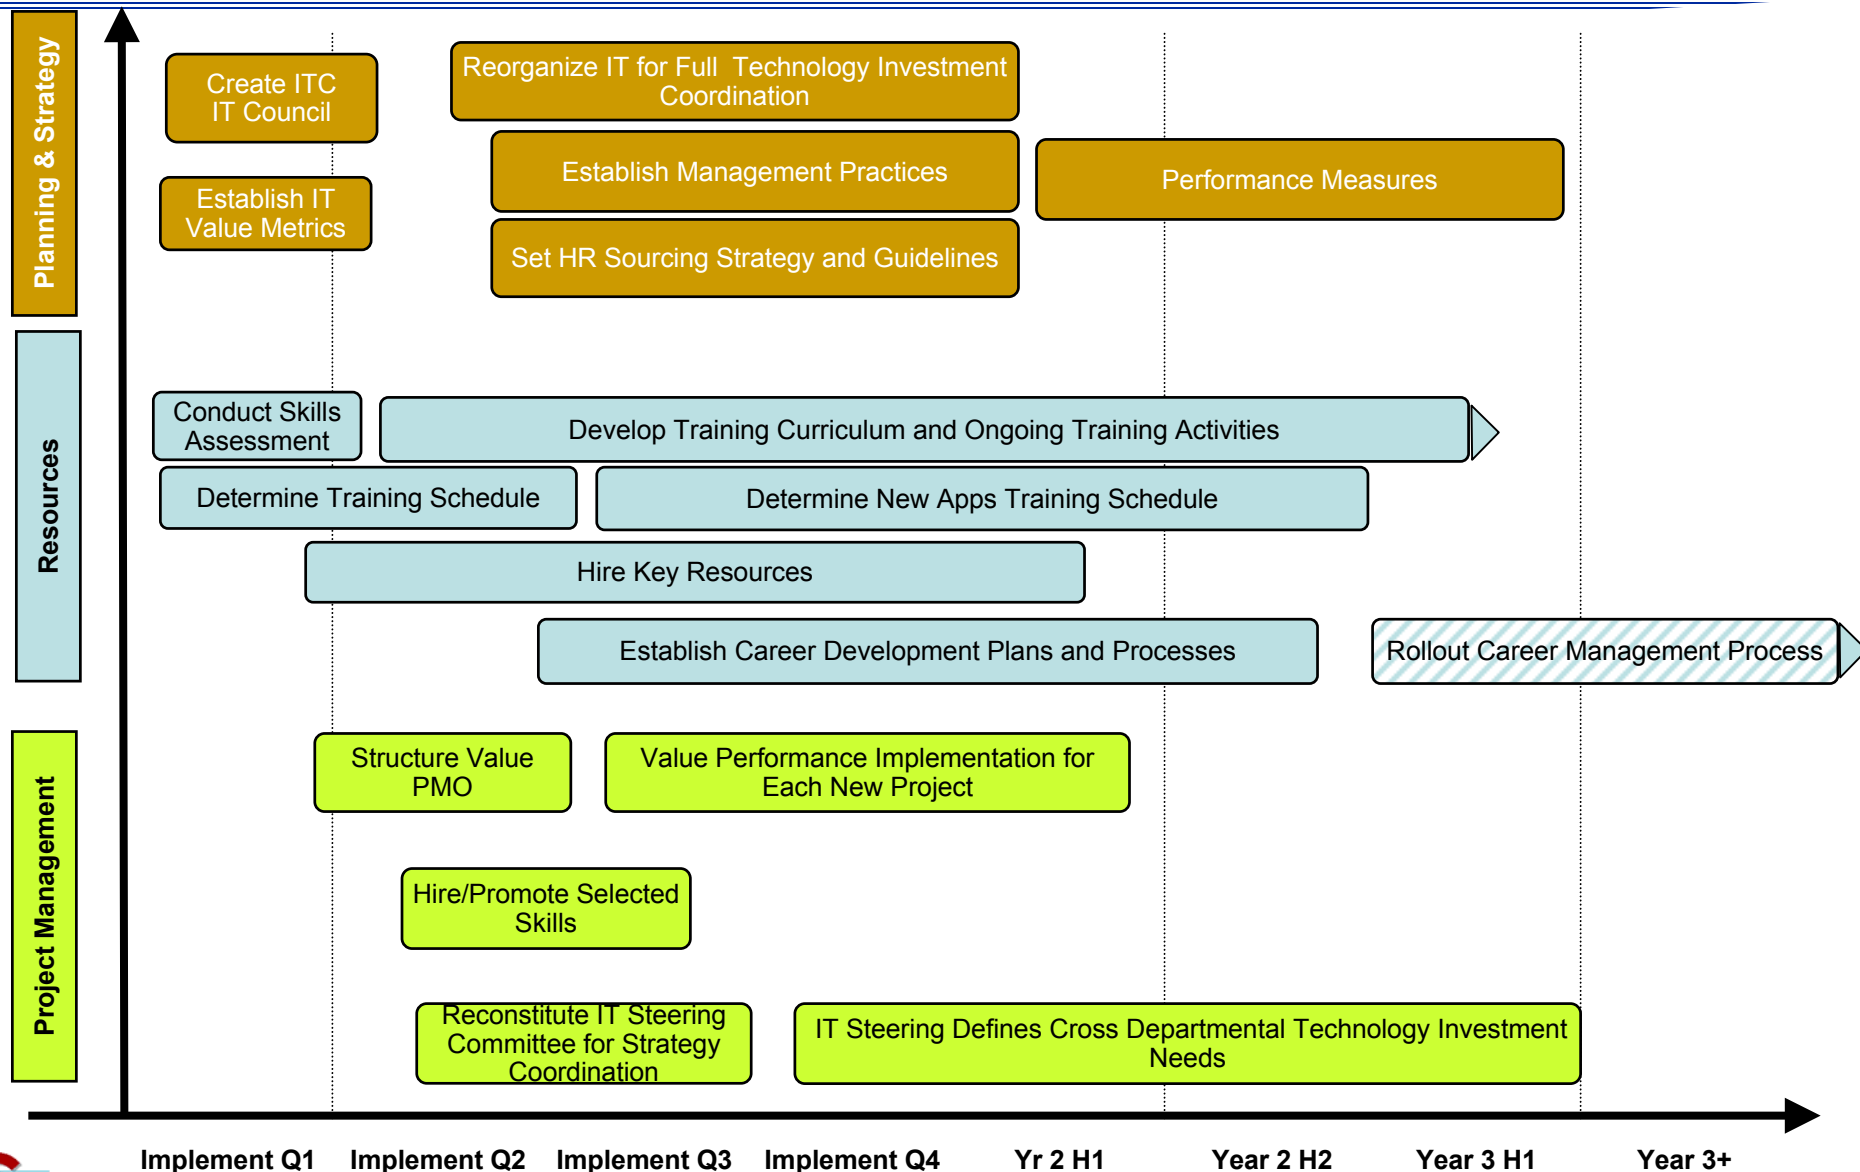 Planning & Strategy
Create ITC
IT Council
Reorganize IT for Full  Technology Investment
Coordination
Establish Management Practices
Performance Measures
Establish IT
Value Metrics
Set HR Sourcing Strategy and Guidelines
Resources
Conduct Skills
Assessment
Develop Training Curriculum and Ongoing Training Activities
Determine Training Schedule
Determine New Apps Training Schedule
Hire Key Resources
Establish Career Development Plans and Processes
Rollout Career Management Process
Project Management
Structure Value
PMO
Value Performance Implementation for
Each New Project
Hire/Promote Selected
Skills
Reconstitute IT Steering
Committee for Strategy
Coordination
IT Steering Defines Cross Departmental Technology Investment
Needs
Implement Q1
Implement Q2
Implement Q3
Implement Q4
Yr 2 H1
Year 2 H2
Year 3 H1
Year 3+